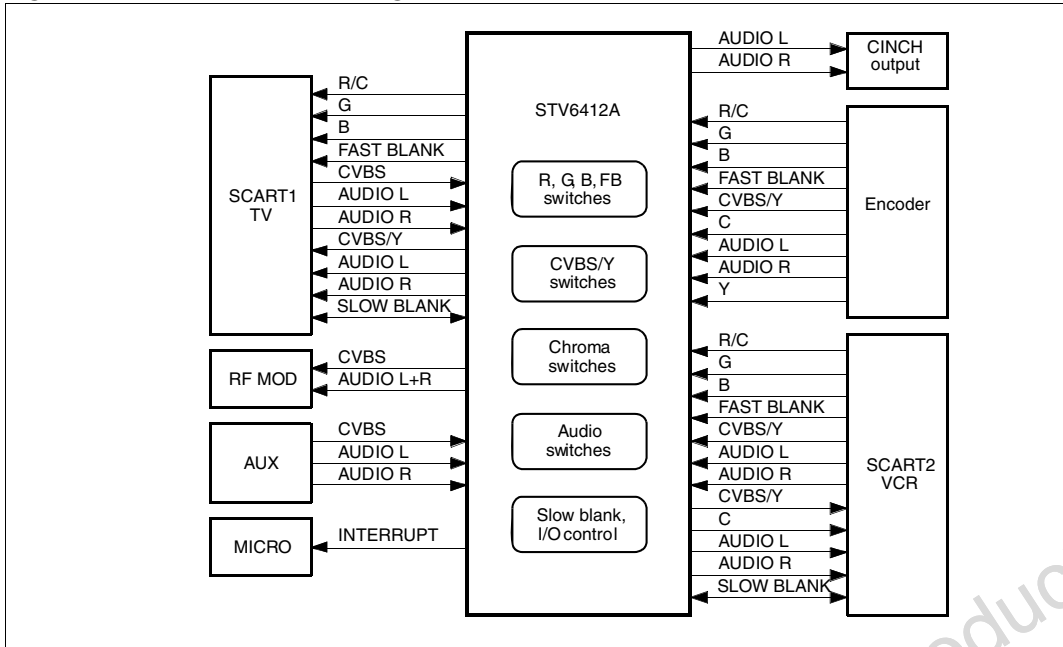 SCART1
TV
R/C
G
B
FAST BLANK
CVBS
AUDIO L
AUDIO R
CVBS/Y
AUDIO L
AUDIO R
SLOW BLANK
RF MOD
CVBS
AUDIO L+R
AUX
CVBS
AUDIO L
AUDIO R
MICRO
INTERRUPT
STV6412A
R, G, B, FB
switches
CVBS/Y
switches
Chroma
switches
Audio
switches
Slow blank,
I/O control
AUDIO L
AUDIO R
CINCH
output
R/C
G
B
FAST BLANK
CVBS/Y
C
AUDIO L
AUDIO R
Y
Encoder
R/C
G
B
FAST BLANK
CVBS/Y
AUDIO L
AUDIO R
CVBS/Y
C
AUDIO L
AUDIO R
SLOW BLANK
SCART2
VCR